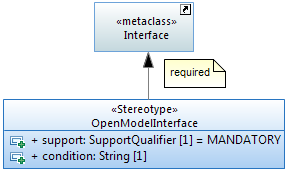 «metaclass»
Interface
required
«Stereotype»
OpenModelInterface
+ support: SupportQualifier [1] = MANDATORY
+ condition: String [1]